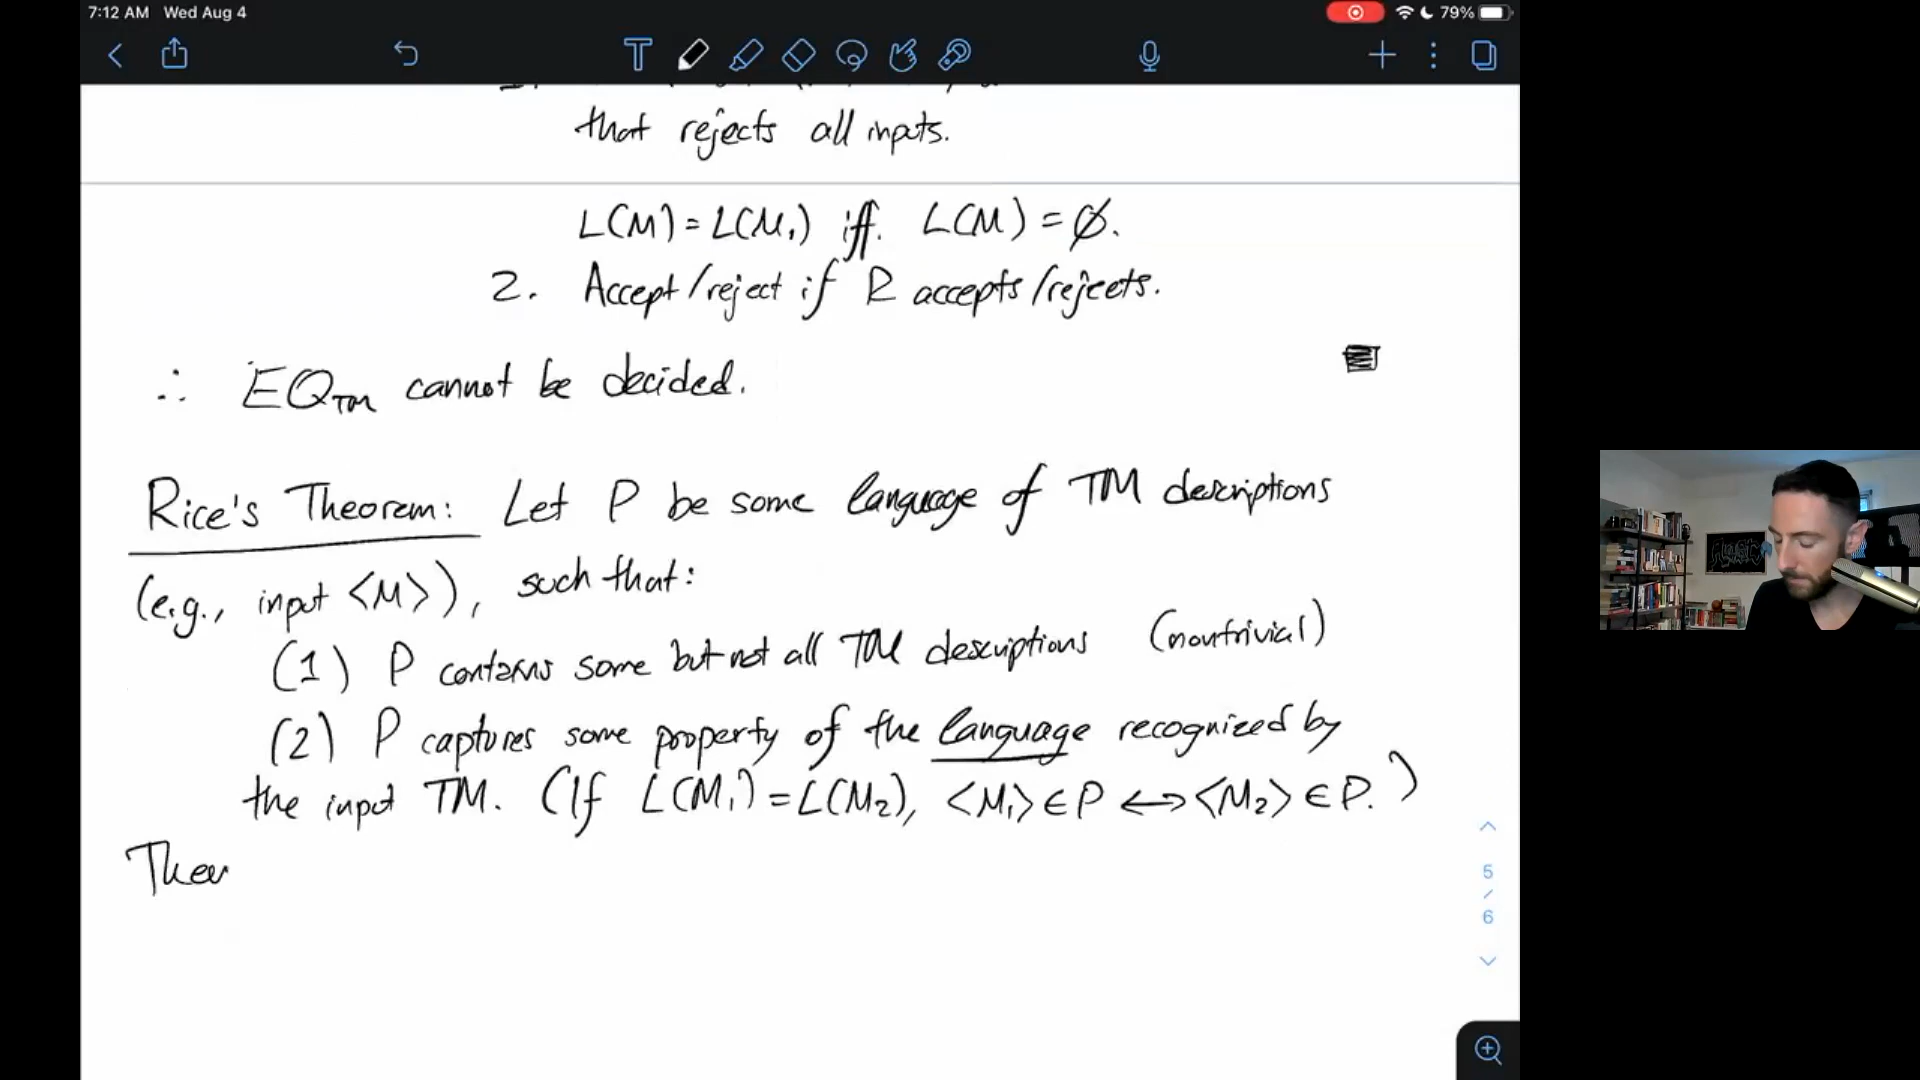 7:12 AM Wed Aug 4
79%
that rejects all inputs.
L(M) = L(M₁) iff. L(M) = ∅.
2. Accept/reject if R accepts/rejects.
∴ EQ_TM cannot be decided.
Rice's Theorem: Let P be some language of TM descriptions
(e.g., input <M>), such that:
(1) P contains some but not all TM descriptions (nontrivial)
(2) P captures some property of the language recognized by
the input TM. (If L(M₁) = L(M₂), <M₁> ∈ P ⟷ <M₂> ∈ P.)
Then
5
/
6